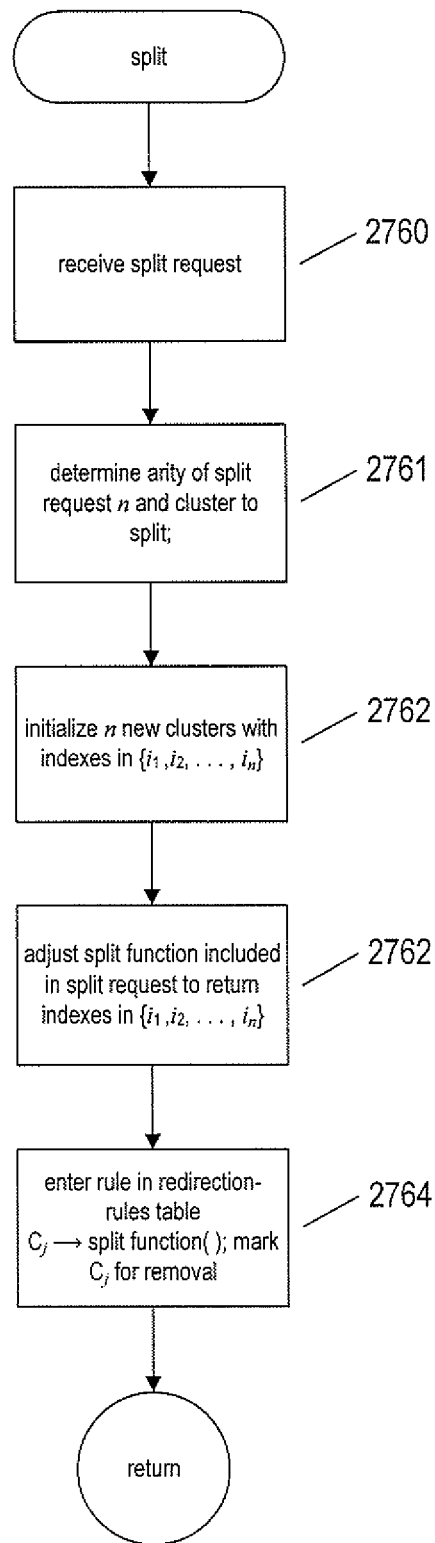 split
receive split request
2760
determine arity of split
request n and cluster to
split;
2761
initialize n new clusters with
indexes in {i₁ ,i₂, . . . , iₙ}
2762
adjust split function included
in split request to return
indexes in {i₁ ,i₂, . . . , iₙ}
2762
enter rule in redirection-
rules table
Cⱼ → split function( ); mark
Cⱼ for removal
2764
return